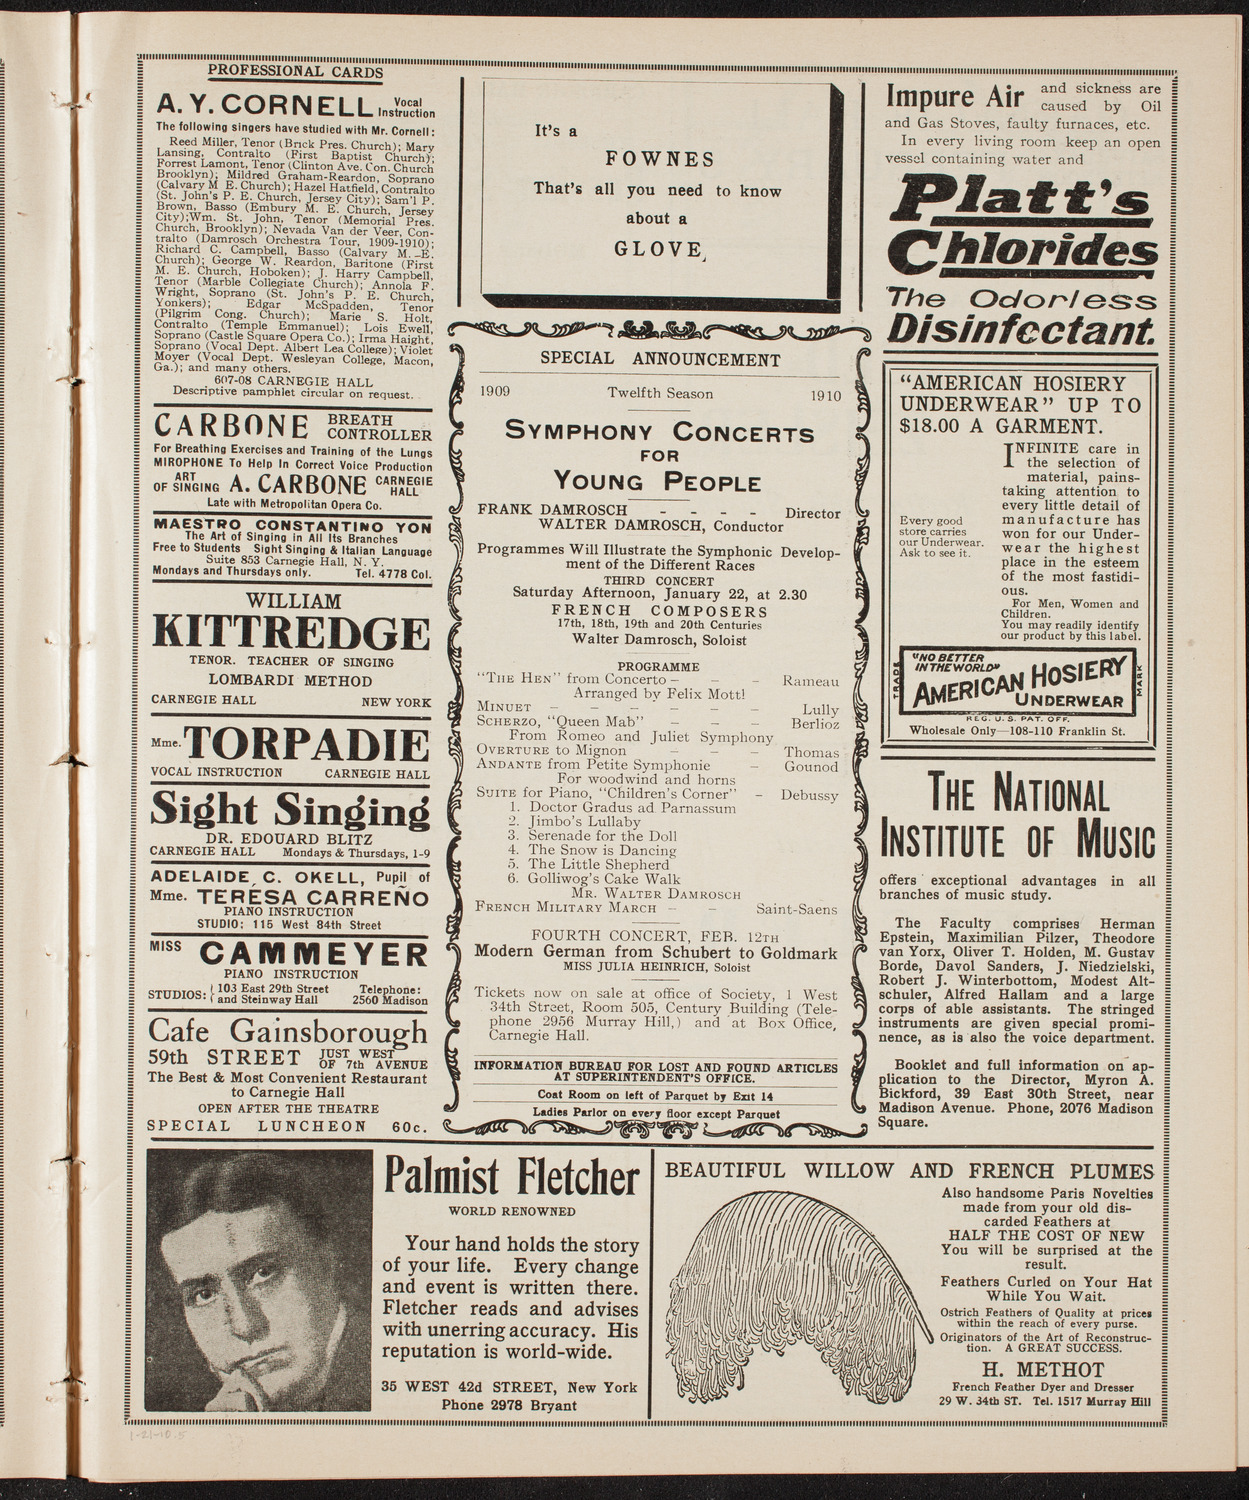 PROFESSIONAL CARDS
A. Y. CORNELL Vocal Instruction
The following singers have studied with Mr. Cornell:
Reed Miller, Tenor (Brick Pres. Church); Mary
Lansing, Contralto (First Baptist Church);
Forrest Lamont, Tenor (Clinton Ave. Con. Church
Brooklyn); Mildred Graham-Reardon, Soprano
(Calvary M E. Church); Hazel Hatfield, Contralto
(St. John's P. E. Church, Jersey City); Sam'l P.
Brown, Basso (Embury M. E. Church, Jersey
City); Wm. St. John, Tenor (Memorial Pres.
Church, Brooklyn); Nevada Van der Veer, Con-
tralto (Damrosch Orchestra Tour, 1909-1910);
Richard C. Campbell, Basso (Calvary M. E.
Church); George W. Reardon, Baritone (First
M. E. Church, Hoboken); J. Harry Campbell,
Tenor (Marble Collegiate Church); Annola F.
Wright, Soprano (St. John's P. E. Church,
Yonkers); Edgar McSpadden, Tenor
(Pilgrim Cong. Church); Marie S. Holt,
Contralto (Temple Emmanuel); Lois Ewell,
Soprano (Castle Square Opera Co.); Irma Haight,
Soprano (Vocal Dept. Albert Lea College); Violet
Moyer (Vocal Dept. Wesleyan College, Macon,
Ga.); and many others.
607-08 CARNEGIE HALL
Descriptive pamphlet circular on request.
CARBONE BREATH CONTROLLER
For Breathing Exercises and Training of the Lungs
MIROPHONE To Help In Correct Voice Production
ART OF SINGING A. CARBONE CARNEGIE HALL
Late with Metropolitan Opera Co.
MAESTRO CONSTANTINO YON
The Art of Singing in All Its Branches
Free to Students Sight Singing & Italian Language
Suite 853 Carnegie Hall, N. Y.
Mondays and Thursdays only. Tel. 4778 Col.
WILLIAM
KITTREDGE
TENOR. TEACHER OF SINGING
LOMBARDI METHOD
CARNEGIE HALL NEW YORK
Mme. TORPADIE
VOCAL INSTRUCTION CARNEGIE HALL
Sight Singing
DR. EDOUARD BLITZ
CARNEGIE HALL Mondays & Thursdays, 1-9
ADELAIDE C. OKELL, Pupil of
Mme. TERESA CARREÑO
PIANO INSTRUCTION
STUDIO: 115 West 84th Street
MISS CAMMEYER
PIANO INSTRUCTION
STUDIOS: { 103 East 29th Street Telephone:
and Steinway Hall 2560 Madison
Cafe Gainsborough
59th STREET JUST WEST OF 7th AVENUE
The Best & Most Convenient Restaurant
to Carnegie Hall
OPEN AFTER THE THEATRE
SPECIAL LUNCHEON 60c.
It's a
FOWNES
That's all you need to know
about a
GLOVE
SPECIAL ANNOUNCEMENT
1909 Twelfth Season 1910
SYMPHONY CONCERTS
FOR
YOUNG PEOPLE
FRANK DAMROSCH - - - - Director
WALTER DAMROSCH, Conductor
Programmes Will Illustrate the Symphonic Develop-
ment of the Different Races
THIRD CONCERT
Saturday Afternoon, January 22, at 2.30
FRENCH COMPOSERS
17th, 18th, 19th and 20th Centuries
Walter Damrosch, Soloist
PROGRAMME
"THE HEN" from Concerto - - - Rameau
Arranged by Felix Mottl
MINUET - - - - - - Lully
SCHERZO, "Queen Mab" - - - Berlioz
From Romeo and Juliet Symphony
OVERTURE to Mignon - - - Thomas
ANDANTE from Petite Symphonie - Gounod
For woodwind and horns
SUITE for Piano, "Children's Corner" - Debussy
1. Doctor Gradus ad Parnassum
2. Jimbo's Lullaby
3. Serenade for the Doll
4. The Snow is Dancing
5. The Little Shepherd
6. Golliwog's Cake Walk
MR. WALTER DAMROSCH
FRENCH MILITARY MARCH - - Saint-Saens
FOURTH CONCERT, FEB. 12TH
Modern German from Schubert to Goldmark
MISS JULIA HEINRICH, Soloist
Tickets now on sale at office of Society, 1 West
34th Street, Room 505, Century Building (Tele-
phone 2956 Murray Hill,) and at Box Office,
Carnegie Hall.
INFORMATION BUREAU FOR LOST AND FOUND ARTICLES
AT SUPERINTENDENT'S OFFICE.
Coat Room on left of Parquet by Exit 14
Ladies Parlor on every floor except Parquet
Impure Air and sickness are
caused by Oil
and Gas Stoves, faulty furnaces, etc.
In every living room keep an open
vessel containing water and
Platt's
Chlorides
The Odorless
Disinfectant.
"AMERICAN HOSIERY
UNDERWEAR" UP TO
$18.00 A GARMENT.
INFINITE care in
the selection of
material, pains-
taking attention to
every little detail of
manufacture has
won for our Under-
wear the highest
place in the esteem
of the most fastidi-
ous.
For Men, Women and
Children.
You may readily identify
our product by this label.
Every good
store carries
our Underwear.
Ask to see it.
TRADE MARK
"NO BETTER
IN THE WORLD"
AMERICAN HOSIERY
UNDERWEAR
REG. U. S. PAT. OFF.
Wholesale Only—108-110 Franklin St.
THE NATIONAL
INSTITUTE OF MUSIC
offers exceptional advantages in all
branches of music study.
The Faculty comprises Herman
Epstein, Maximilian Pilzer, Theodore
van Yorx, Oliver T. Holden, M. Gustav
Borde, Davol Sanders, J. Niedzielski,
Robert J. Winterbottom, Modest Alt-
schuler, Alfred Hallam and a large
corps of able assistants. The stringed
instruments are given special promi-
nence, as is also the voice department.
Booklet and full information on ap-
plication to the Director, Myron A.
Bickford, 39 East 30th Street, near
Madison Avenue. Phone, 2076 Madison
Square.
Palmist Fletcher
WORLD RENOWNED
Your hand holds the story
of your life. Every change
and event is written there.
Fletcher reads and advises
with unerring accuracy. His
reputation is world-wide.
35 WEST 42d STREET, New York
Phone 2978 Bryant
BEAUTIFUL WILLOW AND FRENCH PLUMES
Also handsome Paris Novelties
made from your old dis-
carded Feathers at
HALF THE COST OF NEW
You will be surprised at the
result.
Feathers Curled on Your Hat
While You Wait.
Ostrich Feathers of Quality at prices
within the reach of every purse.
Originators of the Art of Reconstruc-
tion. A GREAT SUCCESS.
H. METHOT
French Feather Dyer and Dresser
29 W. 34th ST. Tel. 1517 Murray Hill
1-21-10.5